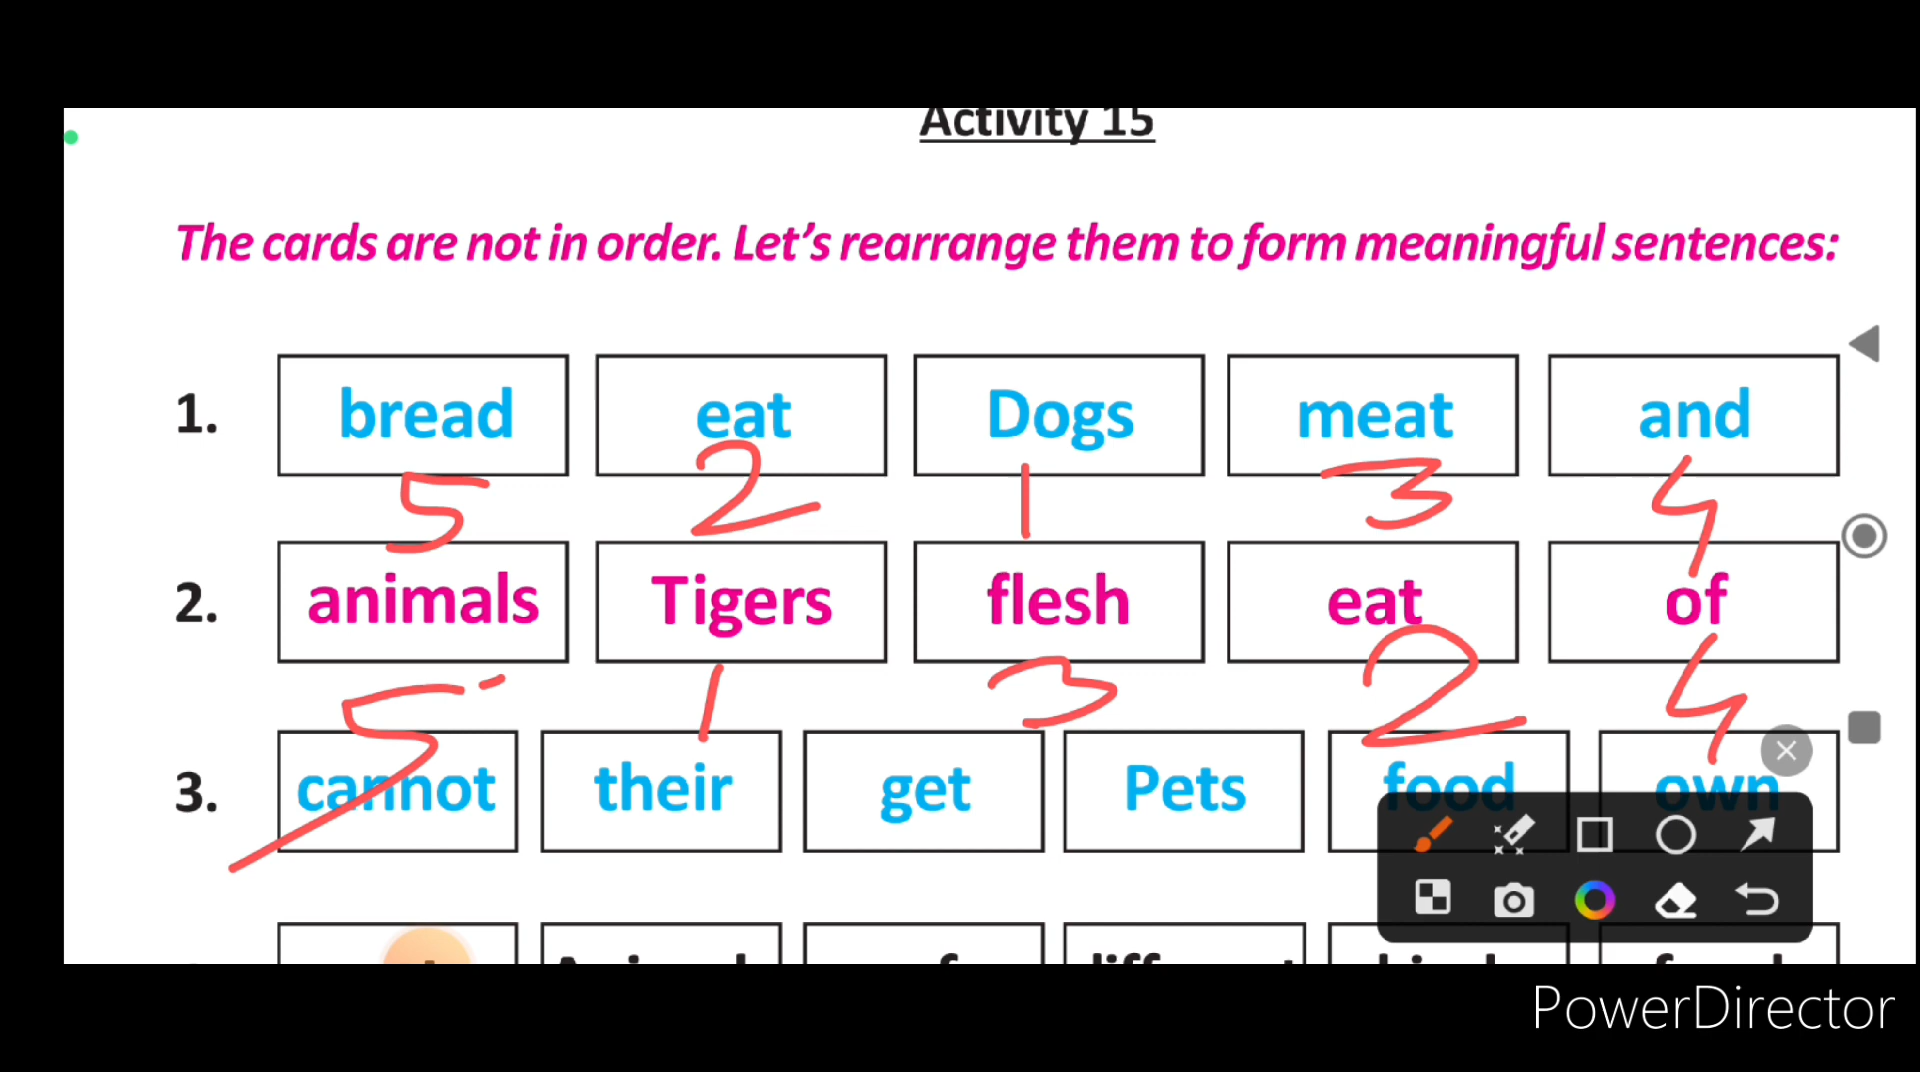 Activity 15
The cards are not in order. Let's rearrange them to form meaningful sentences:
1. bread eat Dogs meat and
5 2 1 3 4
2. animals Tigers flesh eat of
5 1 3 2 4
3. cannot their get Pets food own
PowerDirector